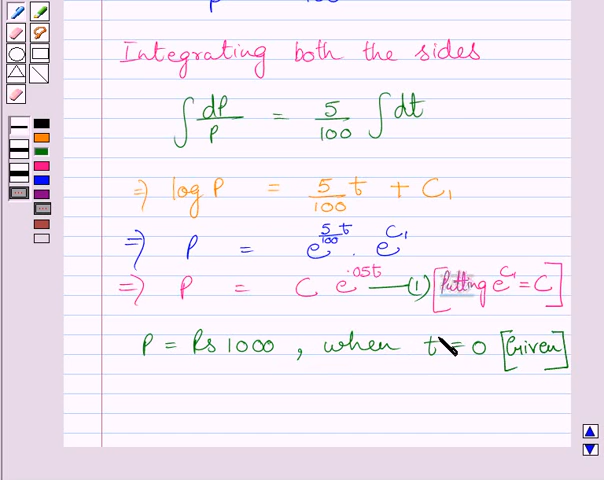 P 100
Integrating both the sides
∫ dP/P = 5/100 ∫ dt
⇒ log P = 5/100 t + C₁
⇒ P = e^(5/100 t) . e^(C₁)
⇒ P = C e^(.05t) —(1) [Putting e^(C₁) = C]
P = Rs 1000 , when t = 0 [Given]